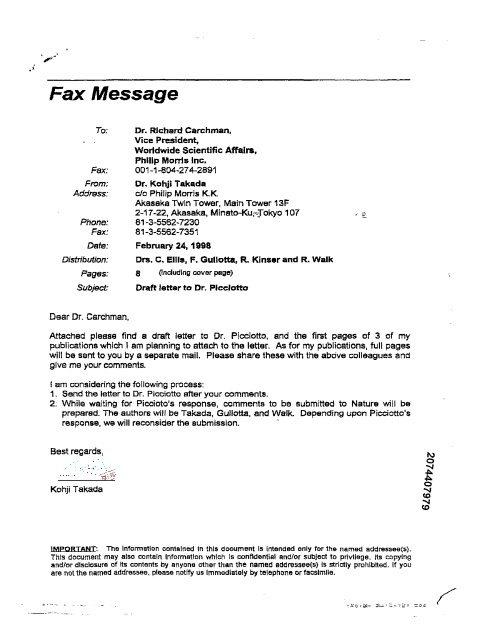 Fax Message
To: Dr. Richard Carchman,
Vice President,
Worldwide Scientific Affairs,
Philip Morris Inc.
Fax: 001-1-804-274-2891
From: Dr. Kohji Takada
Address: c/o Philip Morris K.K.
Akasaka Twin Tower, Main Tower 13F
2-17-22, Akasaka, Minato-Ku, Tokyo 107
Phone: 81-3-5562-7230
Fax: 81-3-5562-7351
Date: February 24, 1998
Distribution: Drs. C. Ellis, F. Gullotta, R. Kinser and R. Walk
Pages: 8 (including cover page)
Subject: Draft letter to Dr. Picciotto
Dear Dr. Carchman,
Attached please find a draft letter to Dr. Picciotto, and the first pages of 3 of my
publications which I am planning to attach to the letter. As for my publications, full pages
will be sent to you by a separate mail. Please share these with the above colleagues and
give me your comments.
I am considering the following process:
1. Send the letter to Dr. Picciotto after your comments.
2. While waiting for Picciotto's response, comments to be submitted to Nature will be
prepared. The authors will be Takada, Gullotta, and Walk. Depending upon Picciotto's
response, we will reconsider the submission.
Best regards,
Kohji Takada
2074407979
IMPORTANT: The information contained in this document is intended only for the named addressee(s).
This document may also contain information which is confidential and/or subject to privilege. Its copying
and/or disclosure of its contents by anyone other than the named addressee(s) is strictly prohibited. If you
are not the named addressee, please notify us immediately by telephone or facsimile.